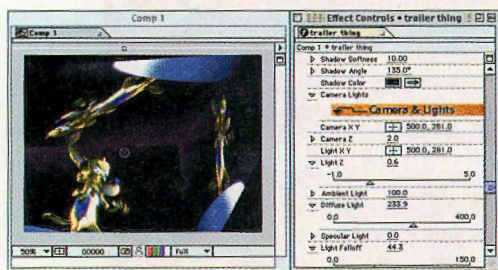 Comp 1
Comp 1
50%
00000
Full
Effect Controls • trailer thing
trailer thing
Comp 1 • trailer thing
Shadow Softness 10.00
Shadow Angle 135.0°
Shadow Color
Camera Lights
Camera & Lights
Camera X Y 500.0, 281.0
Camera Z 2.0
Light X Y 500.0, 281.0
Light Z 0.6
-1.0 5.0
Ambient Light 100.0
Diffuse Light 233.9
0.0 400.0
Specular Light 0.0
Light Falloff 44.3
0.0 150.0